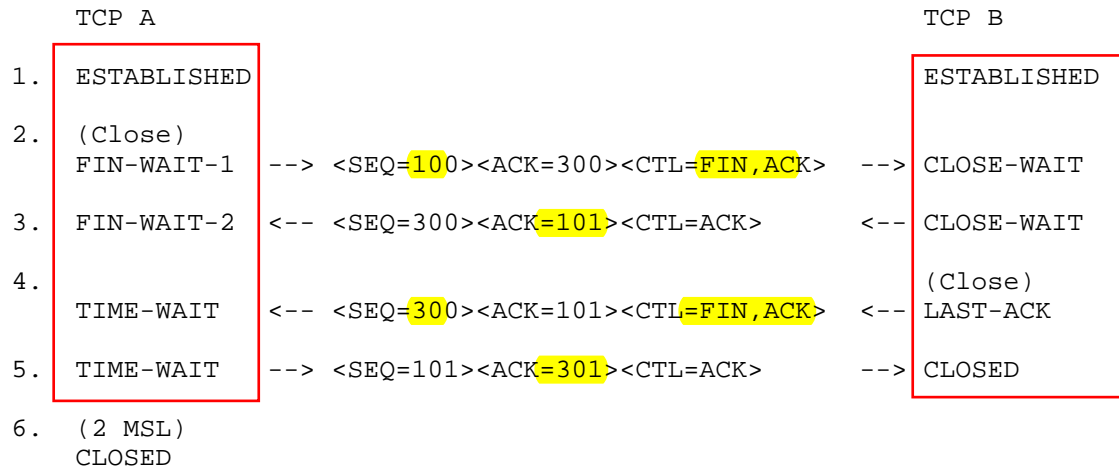 TCP A                                                TCP B
1.  ESTABLISHED                                          ESTABLISHED
2.  (Close)
    FIN-WAIT-1  --> <SEQ=100><ACK=300><CTL=FIN,ACK>  --> CLOSE-WAIT
3.  FIN-WAIT-2  <-- <SEQ=300><ACK=101><CTL=ACK>      <-- CLOSE-WAIT
4.                                                       (Close)
    TIME-WAIT   <-- <SEQ=300><ACK=101><CTL=FIN,ACK>  <-- LAST-ACK
5.  TIME-WAIT   --> <SEQ=101><ACK=301><CTL=ACK>      --> CLOSED
6.  (2 MSL)
    CLOSED